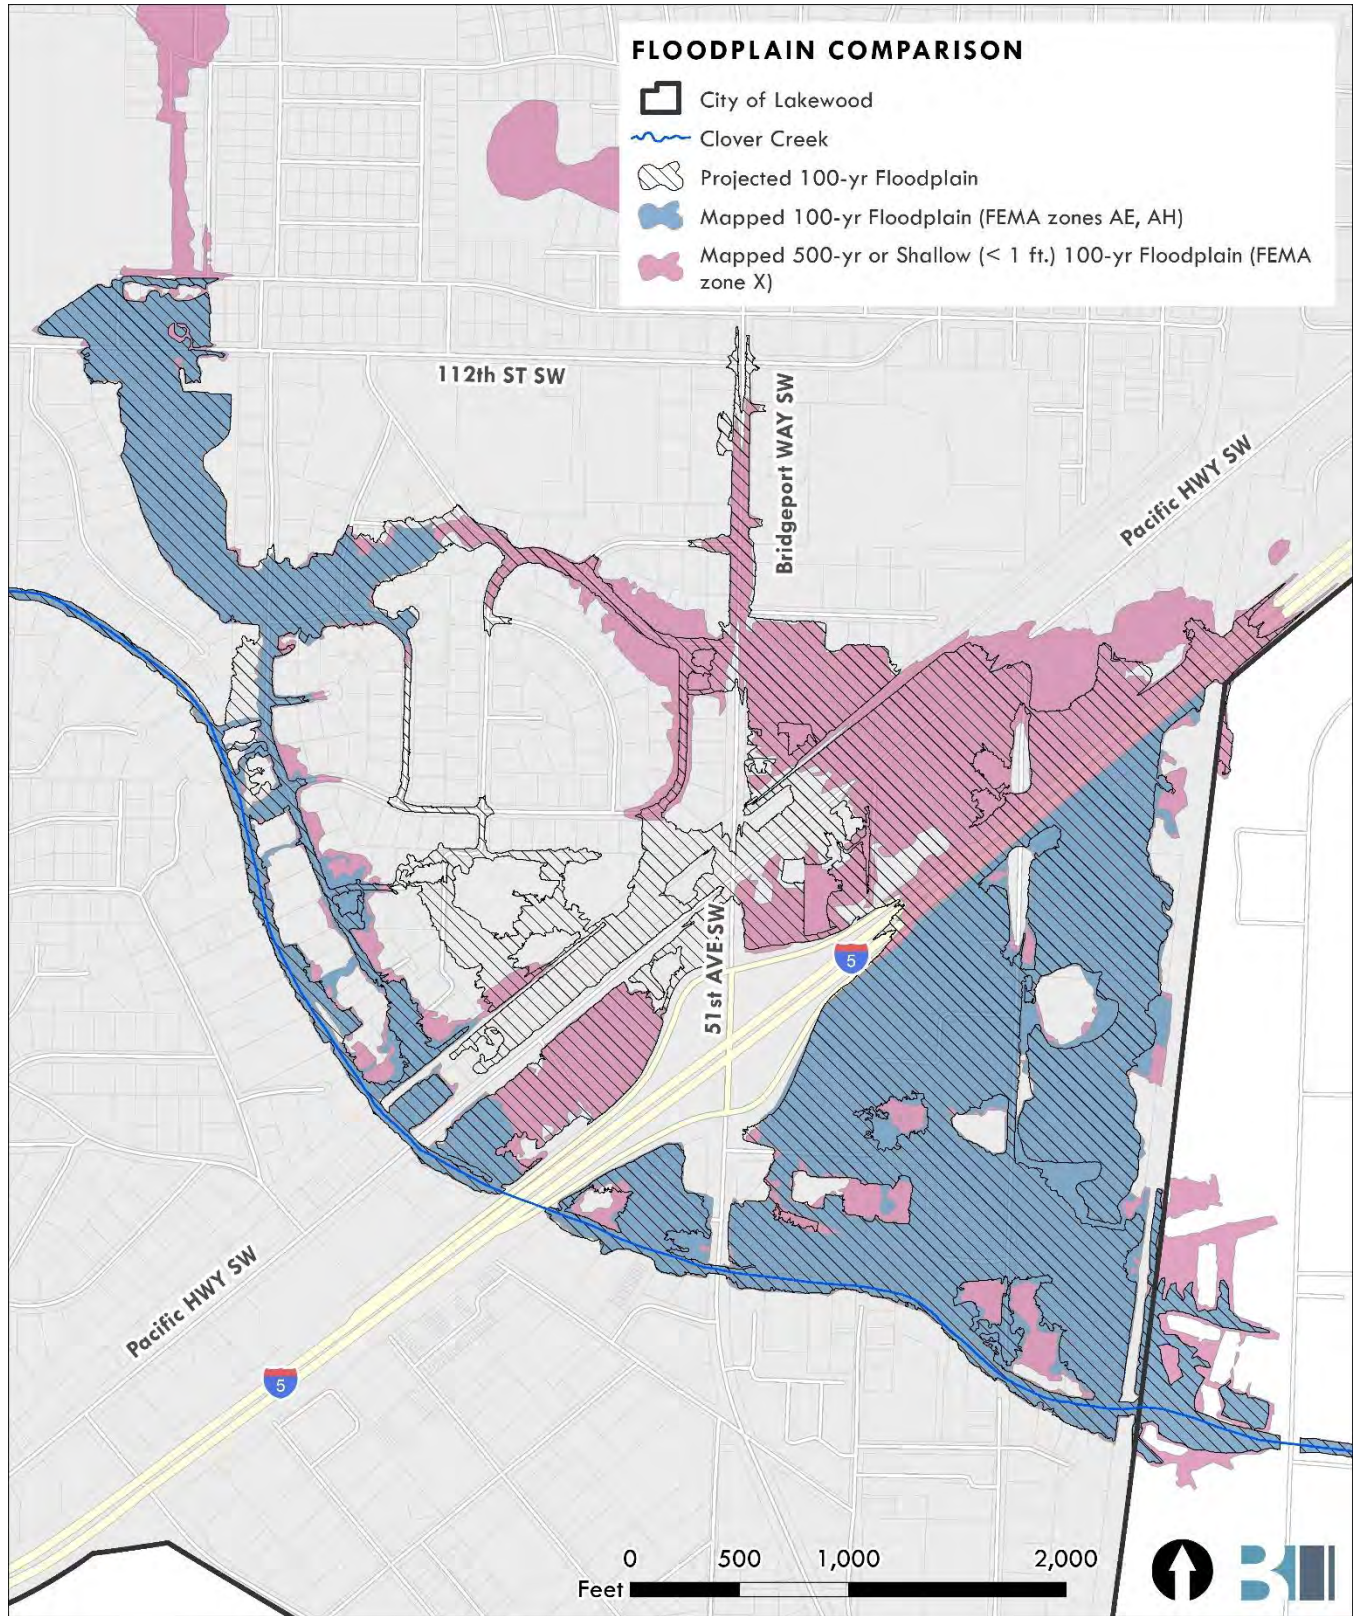 FLOODPLAIN COMPARISON
City of Lakewood
Clover Creek
Projected 100-yr Floodplain
Mapped 100-yr Floodplain (FEMA zones AE, AH)
Mapped 500-yr or Shallow (< 1 ft.) 100-yr Floodplain (FEMA
zone X)
112th ST SW
Bridgeport WAY SW
Pacific HWY SW
51st AVE SW
5
Pacific HWY SW
5
0 500 1,000 2,000
Feet